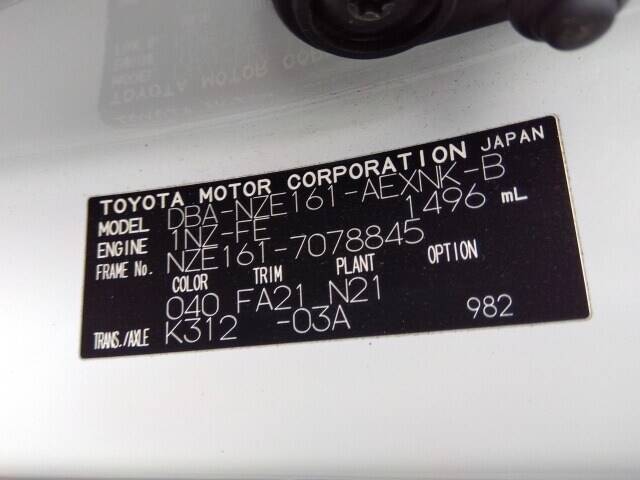 TOYOTA MOTOR CORPORATION JAPAN
MODEL DBA-NZE161-AEXNK-B
ENGINE 1NZ-FE 1496 mL
FRAME No. NZE161-7078845
COLOR TRIM PLANT OPTION
040 FA21 N21
TRANS./AXLE K312 -03A 982